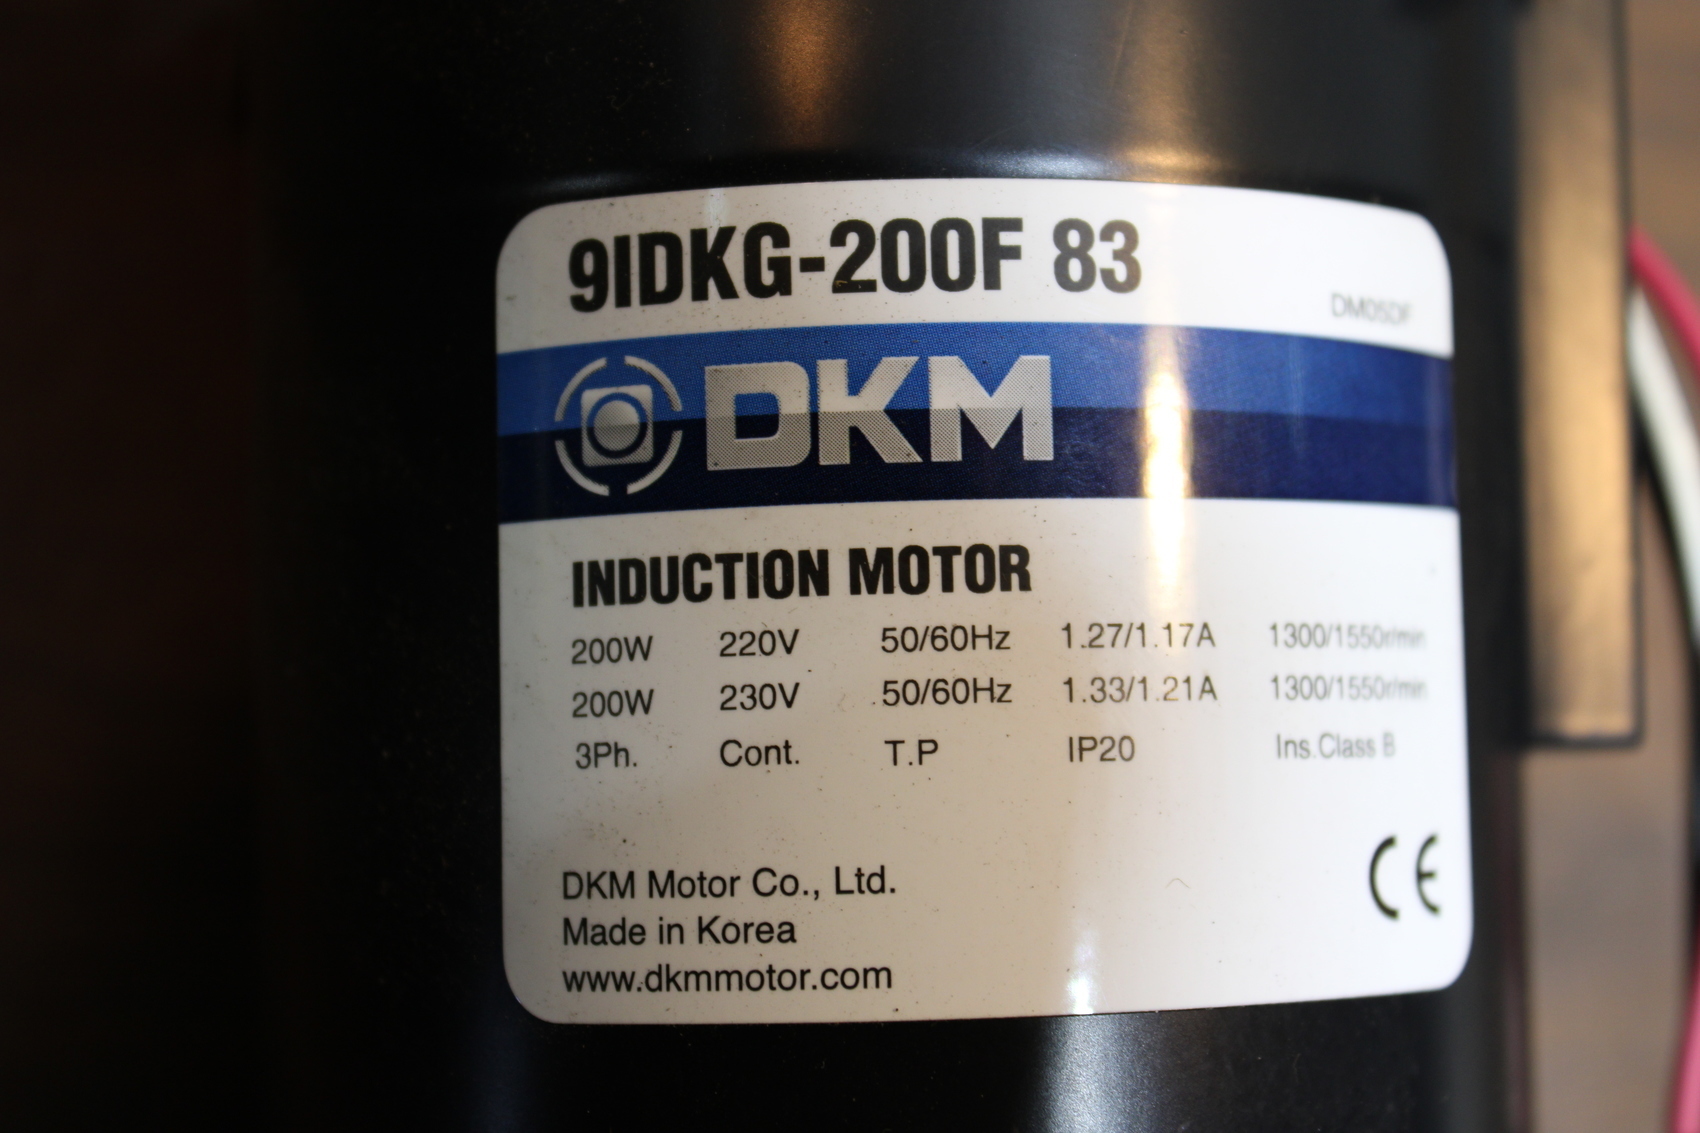 9IDKG-200F 83
DM05DF
DKM
INDUCTION MOTOR
200W 220V 50/60Hz 1.27/1.17A 1300/1550r/min
200W 230V 50/60Hz 1.33/1.21A 1300/1550r/min
3Ph. Cont. T.P IP20 Ins.Class B
CE
DKM Motor Co., Ltd.
Made in Korea
www.dkmmotor.com